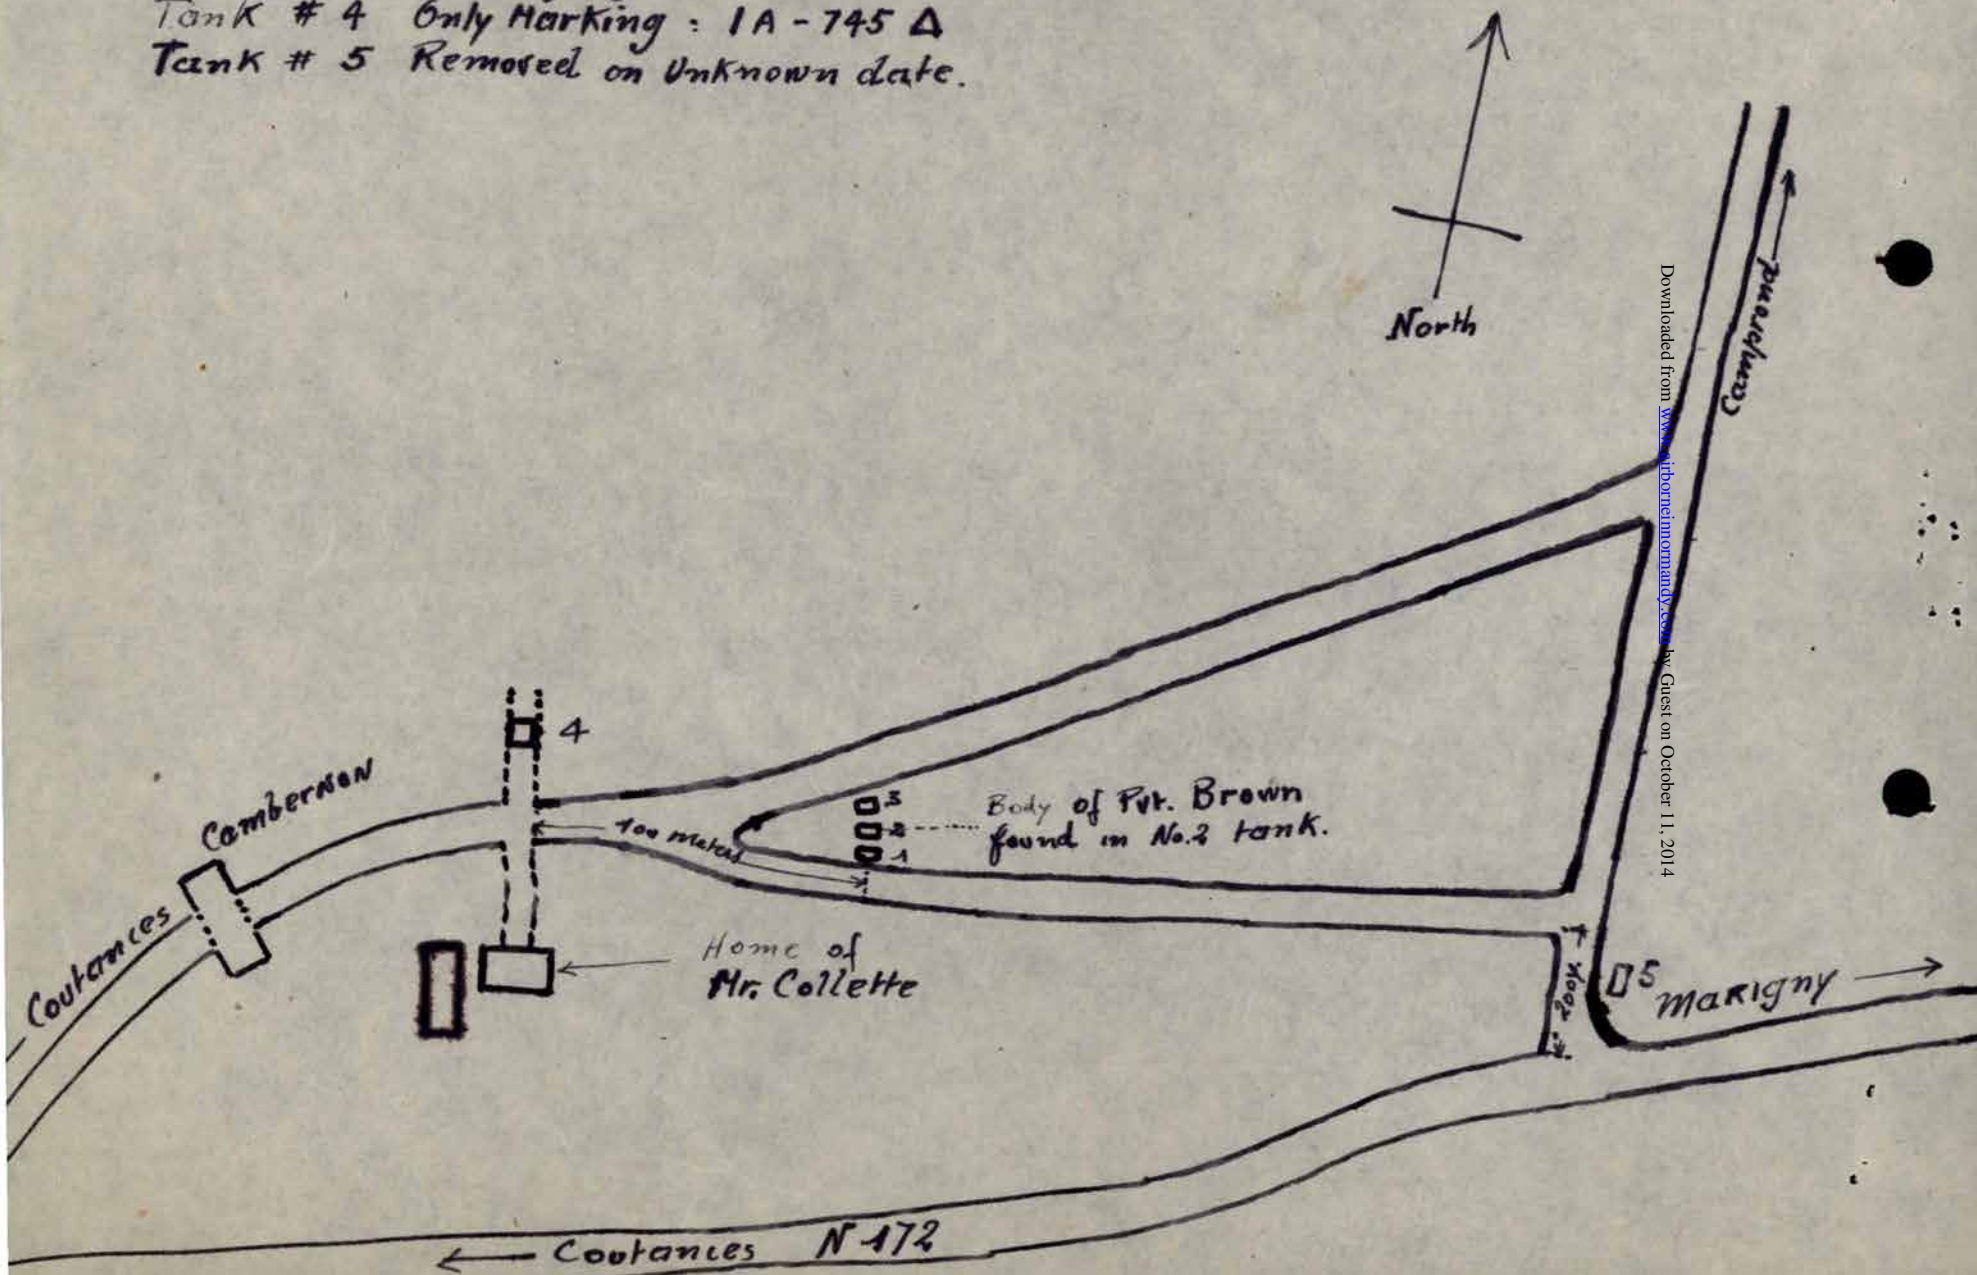 Tank # 4 Only Marking : 1A - 745 Δ
Tank # 5 Removed on Unknown date.
North
Camprond
Downloaded from www.airborneinnormandy.com by Guest on October 11, 2014
4
Cambernon
3
2
1
Body of Pvt. Brown
found in No.2 tank.
100 meters
Coutances
Home of
Mr. Collette
5
Marigny
Coutances N 172